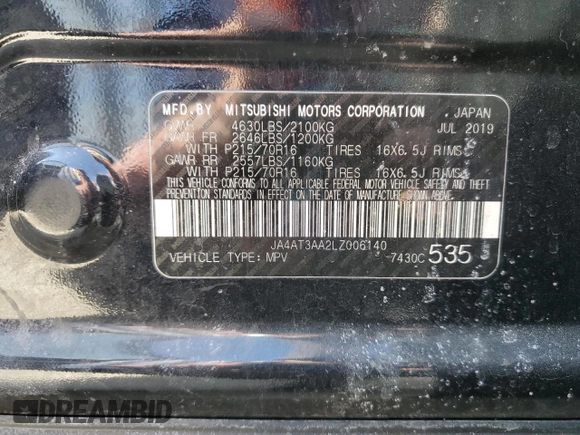 MFD. BY MITSUBISHI MOTORS CORPORATION JAPAN
GVWR 4630LBS/2100KG JUL 2019
GAWR FR 2646LBS/1200KG
WITH P215/70R16 TIRES 16X6.5J RIMS
GAWR RR 2557LBS/1160KG
WITH P215/70R16 TIRES 16X6.5J RIMS
THIS VEHICLE CONFORMS TO ALL APPLICABLE FEDERAL MOTOR VEHICLE SAFETY AND THEFT
PREVENTION STANDARDS IN EFFECT ON THE DATE OF MANUFACTURE SHOWN ABOVE.
JA4AT3AA2LZ006140
VEHICLE TYPE: MPV 7430C 535
DREAMBID